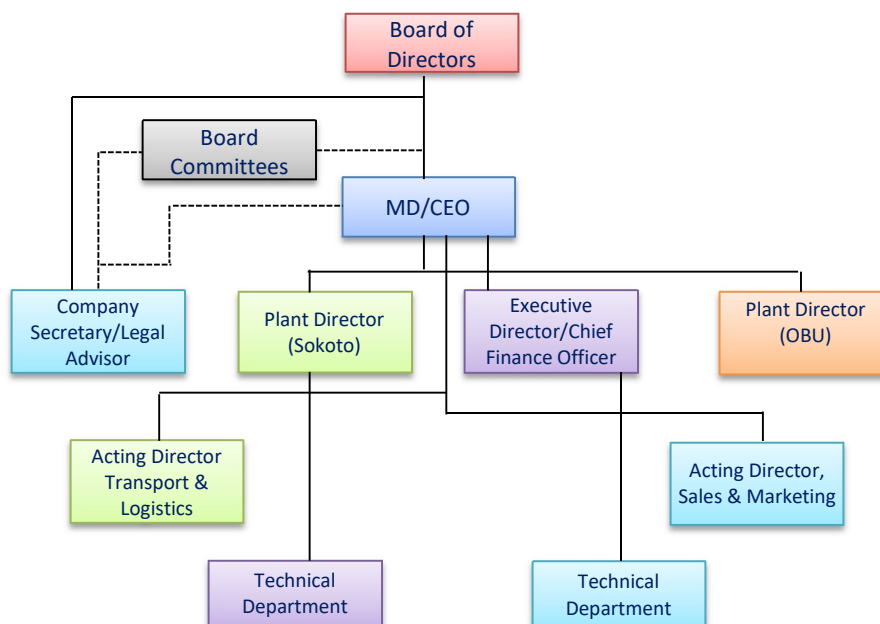 Board of
Directors
Board
Committees
MD/CEO
Company
Secretary/Legal
Advisor
Plant Director
(Sokoto)
Executive
Director/Chief
Finance Officer
Plant Director
(OBU)
Acting Director
Transport &
Logistics
Acting Director,
Sales & Marketing
Technical
Department
Technical
Department